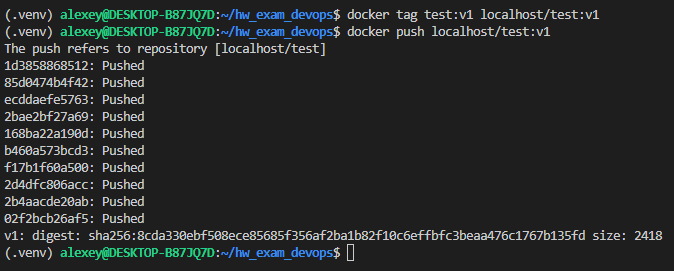 (.venv) alexey@DESKTOP-B87JQ7D:~/hw_exam_devops$ docker tag test:v1 localhost/test:v1
(.venv) alexey@DESKTOP-B87JQ7D:~/hw_exam_devops$ docker push localhost/test:v1
The push refers to repository [localhost/test]
1d3858868512: Pushed
85d0474b4f42: Pushed
ecddaefe5763: Pushed
2bae2bf27a69: Pushed
168ba22a190d: Pushed
b460a573bcd3: Pushed
f17b1f60a500: Pushed
2d4dfc806acc: Pushed
2b4aacde20ab: Pushed
02f2bcb26af5: Pushed
v1: digest: sha256:8cda330ebf508ece85685f356af2ba1b82f10c6effbfc3beaa476c1767b135fd size: 2418
(.venv) alexey@DESKTOP-B87JQ7D:~/hw_exam_devops$